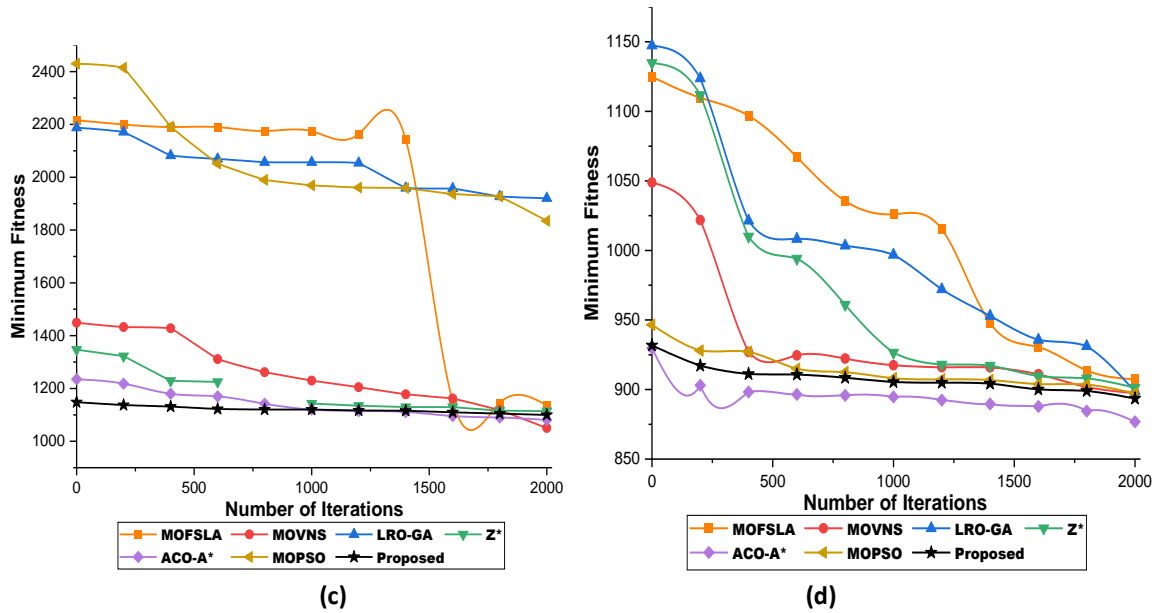 2400
2200
2000
1800
1600
1400
1200
1000
Minimum Fitness
0 500 1000 1500 2000
Number of Iterations
MOFSLA MOVNS LRO-GA Z*
ACO-A* MOPSO Proposed
(c)
1150
1100
1050
1000
950
900
850
Minimum Fitness
0 500 1000 1500 2000
Number of Iterations
MOFSLA MOVNS LRO-GA Z*
ACO-A* MOPSO Proposed
(d)